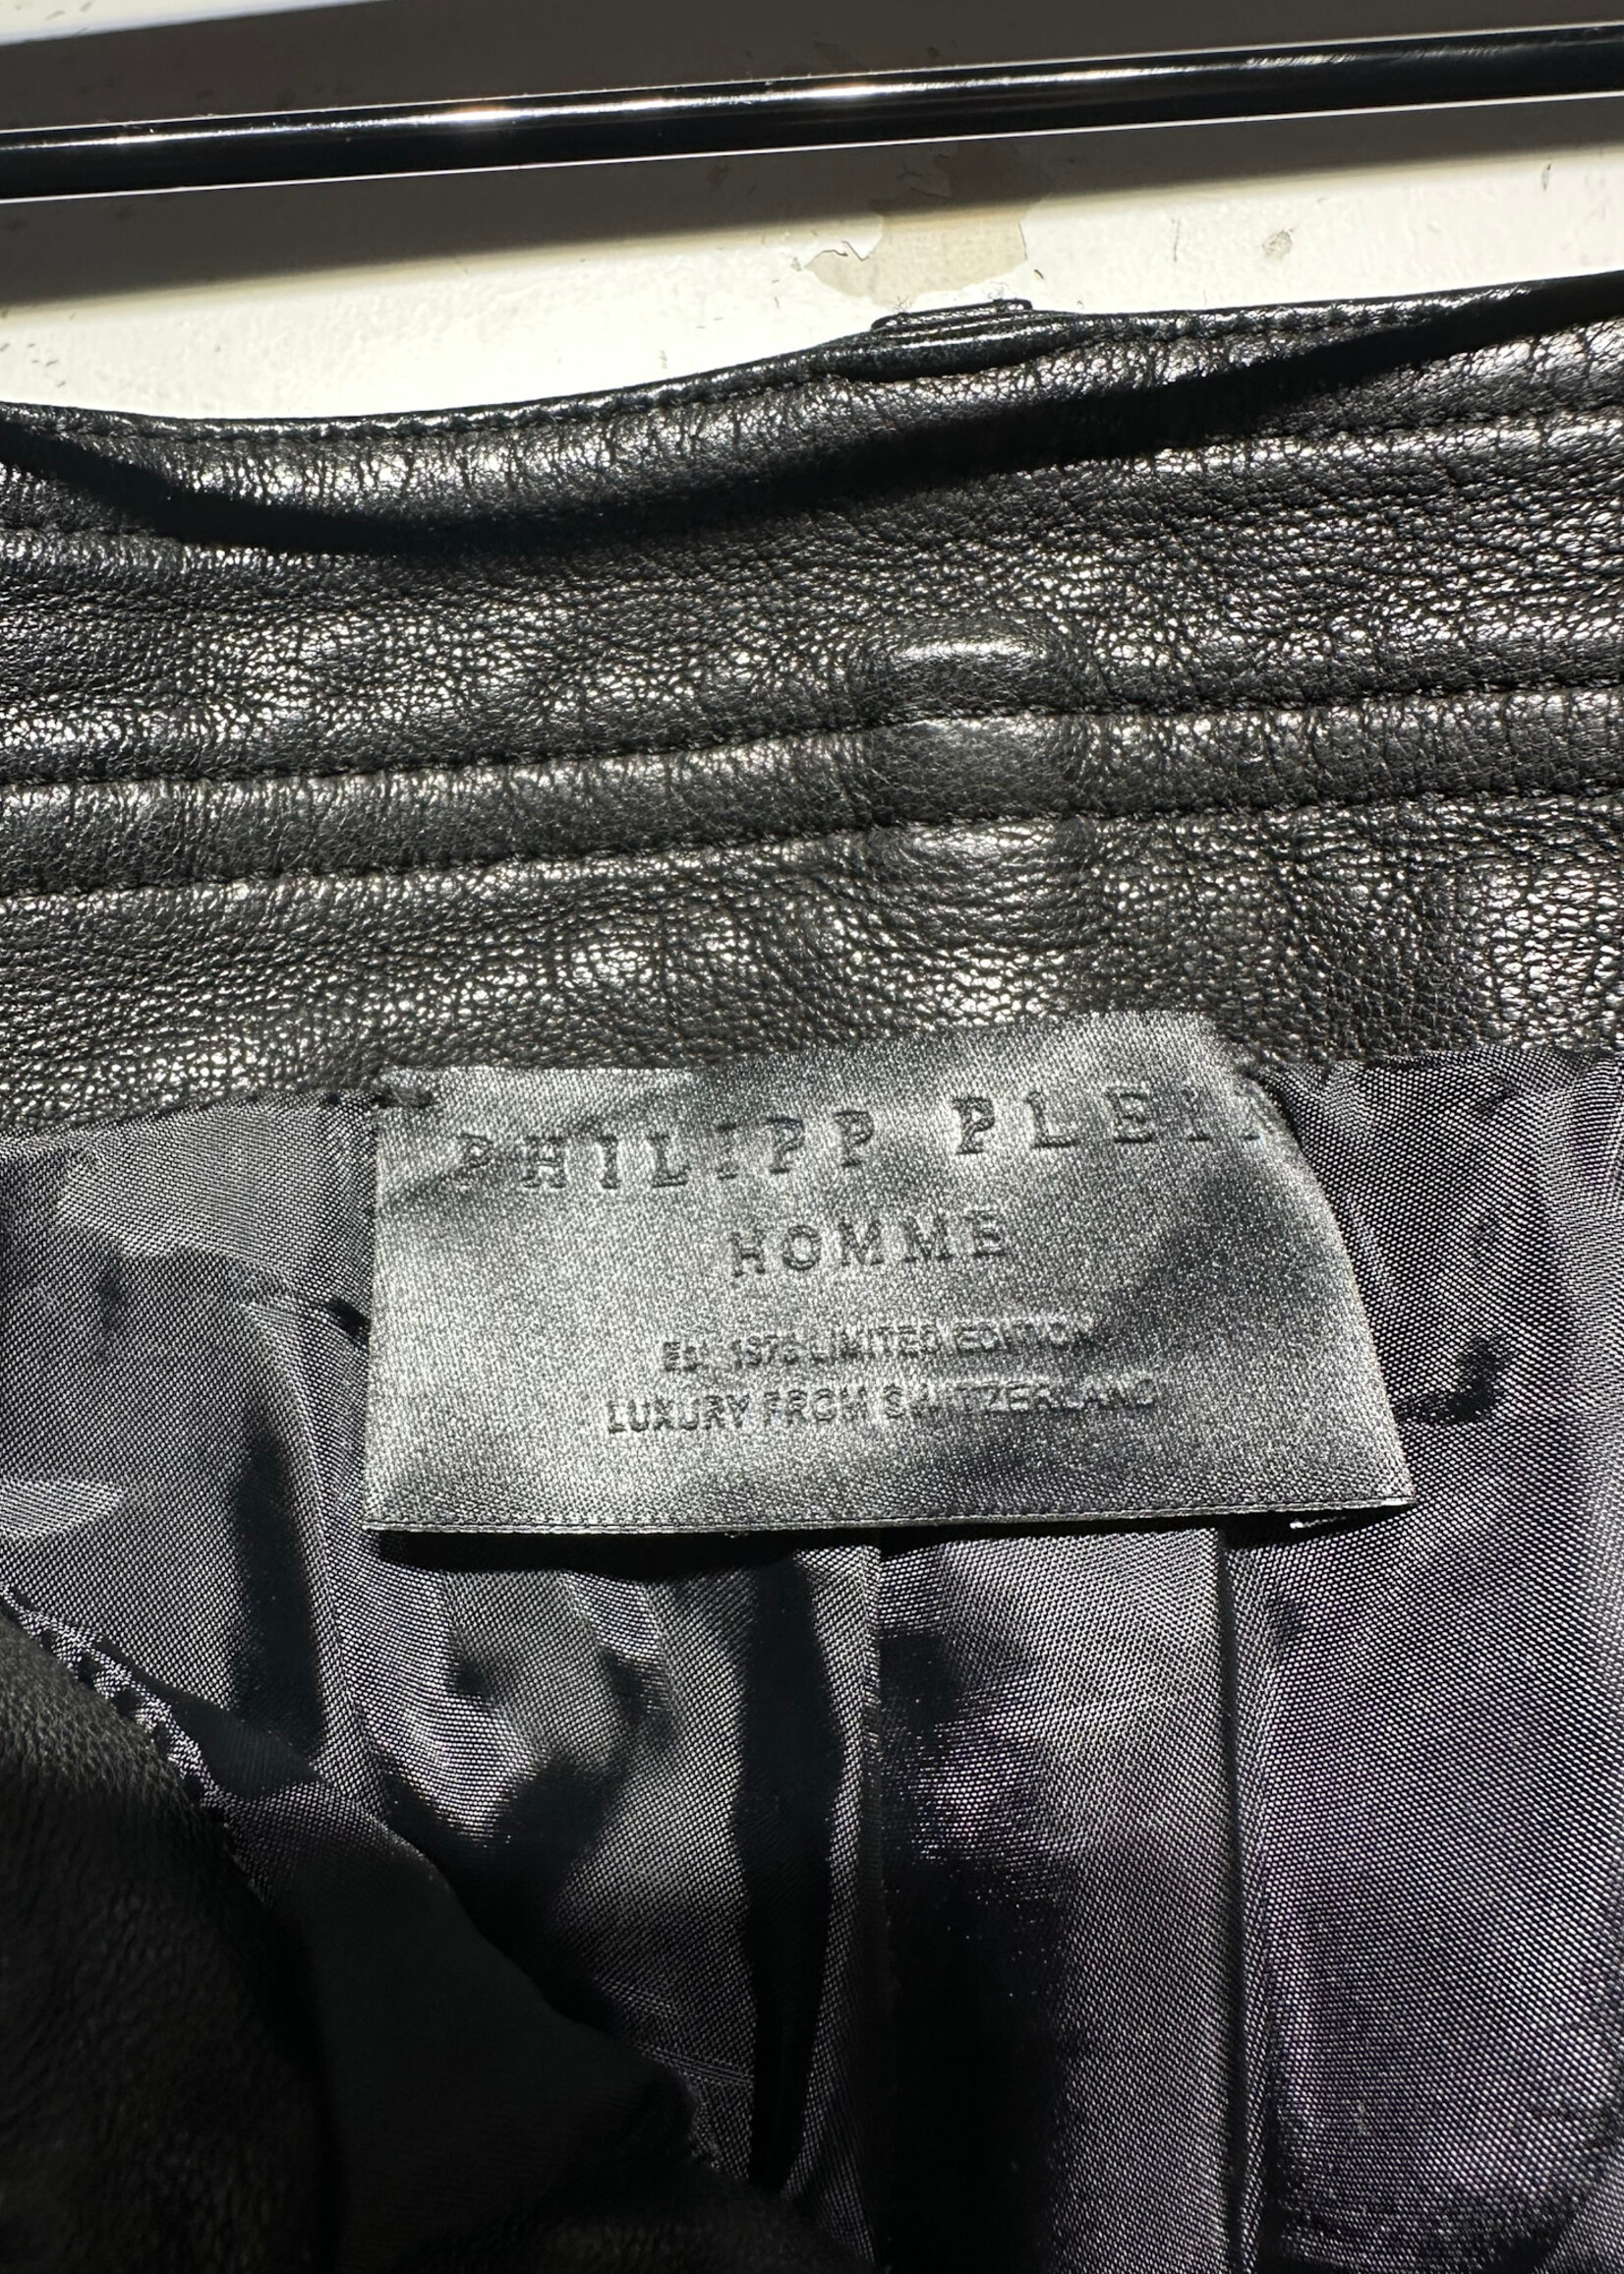 PHILIPP PLEIN
HOMME
Est. 1978 LIMITED EDITION
LUXURY FROM SWITZERLAND